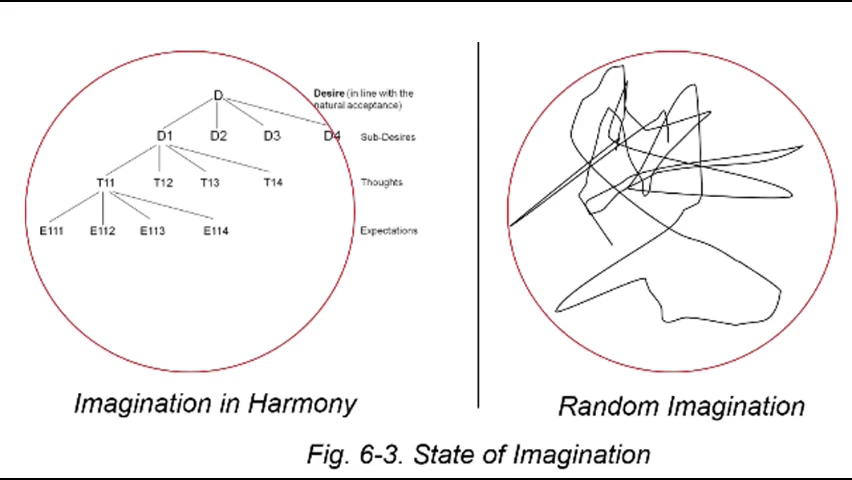 D
Desire (in line with the
natural acceptance)
D1 D2 D3 D4 Sub-Desires
T11 T12 T13 T14 Thoughts
E111 E112 E113 E114 Expectations
Imagination in Harmony
Random Imagination
Fig. 6-3. State of Imagination